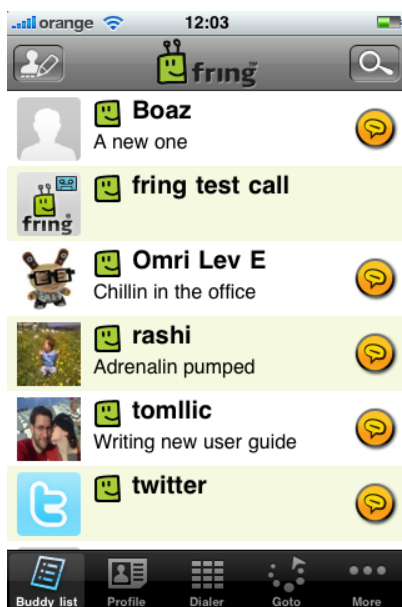 orange 12:03
fring™
Boaz
A new one
fring test call
fring
Omri Lev E
Chillin in the office
rashi
Adrenalin pumped
tomllic
Writing new user guide
twitter
Buddy list Profile Dialer Goto More